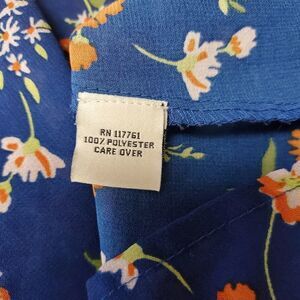 RN 117761
100% POLYESTER
CARE OVER